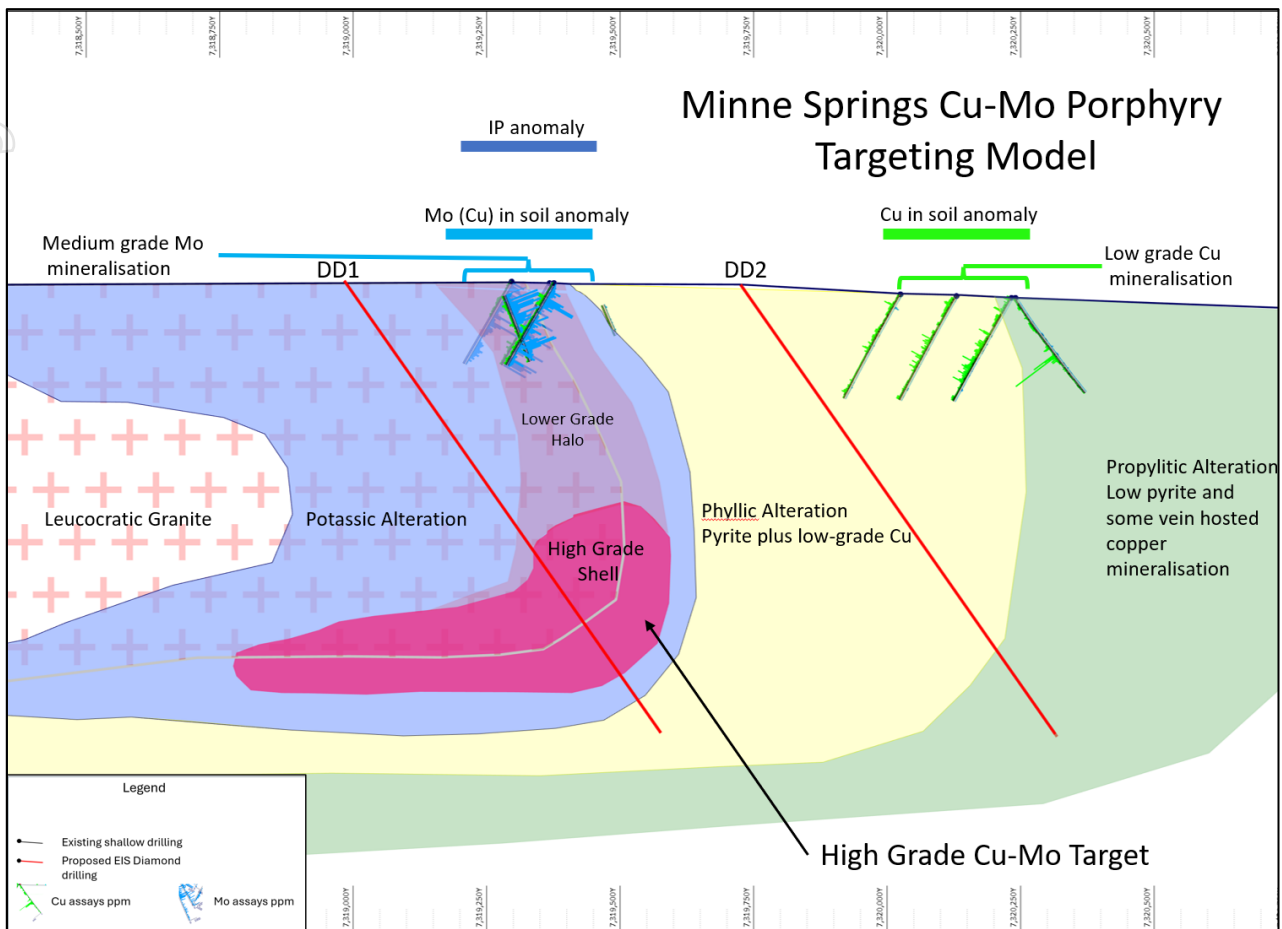 7,318,500Y
7,318,750Y
7,319,000Y
7,319,250Y
7,319,500Y
7,319,750Y
7,320,000Y
7,320,250Y
7,320,500Y
Minne Springs Cu-Mo Porphyry
Targeting Model
IP anomaly
Mo (Cu) in soil anomaly
Cu in soil anomaly
Medium grade Mo
mineralisation
DD1
DD2
Low grade Cu
mineralisation
Lower Grade
Halo
Leucocratic Granite
Potassic Alteration
High Grade
Shell
Phyllic Alteration
Pyrite plus low-grade Cu
Propylitic Alteration
Low pyrite and
some vein hosted
copper
mineralisation
High Grade Cu-Mo Target
Legend
Existing shallow drilling
Proposed EIS Diamond
drilling
Cu assays ppm
Mo assays ppm
7,319,000Y
7,319,250Y
7,319,500Y
7,319,750Y
7,320,000Y
7,320,250Y
7,320,500Y